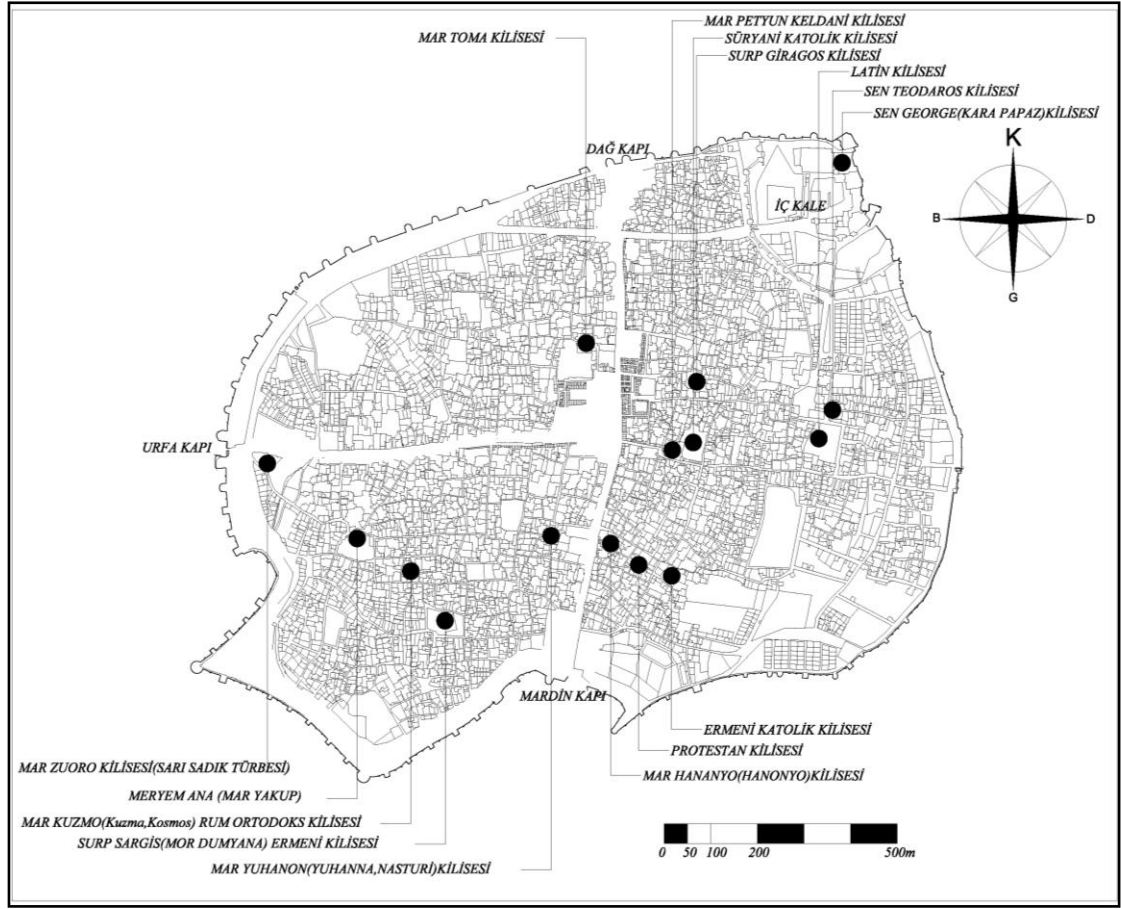 MAR PETYUN KELDANİ KİLİSESİ
MAR TOMA KİLİSESİ
SÜRYANİ KATOLİK KİLİSESİ
SURP GİRAGOS KİLİSESİ
LATİN KİLİSESİ
SEN TEODAROS KİLİSESİ
SEN GEORGE(KARA PAPAZ)KİLİSESİ
K
DAĞ KAPI
İÇ KALE
B
D
G
URFA KAPI
MARDİN KAPI
ERMENİ KATOLİK KİLİSESİ
PROTESTAN KİLİSESİ
MAR HANANYO(HANONYO)KİLİSESİ
MAR ZUORO KİLİSESİ(SARI SADIK TÜRBESİ)
MERYEM ANA (MAR YAKUP)
MAR KUZMO(Kuzma,Kosmos) RUM ORTODOKS KİLİSESİ
SURP SARGİS(MOR DUMYANA) ERMENİ KİLİSESİ
MAR YUHANON(YUHANNA,NASTURİ)KİLİSESİ
0 50 100 200 500m